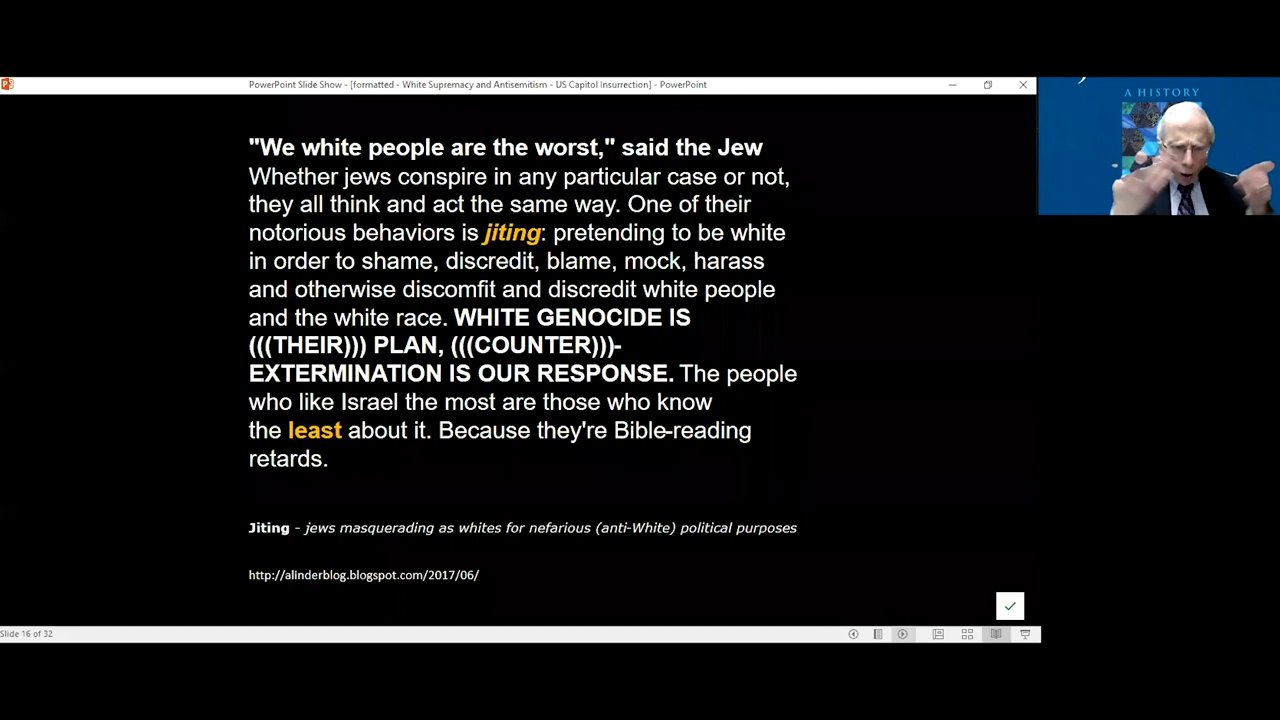 PowerPoint Slide Show - [formatted - White Supremacy and Antisemitism - US Capitol Insurrection] - PowerPoint
A HISTORY
"We white people are the worst," said the Jew
Whether jews conspire in any particular case or not,
they all think and act the same way. One of their
notorious behaviors is jiting: pretending to be white
in order to shame, discredit, blame, mock, harass
and otherwise discomfit and discredit white people
and the white race. WHITE GENOCIDE IS
(((THEIR))) PLAN, (((COUNTER)))-
EXTERMINATION IS OUR RESPONSE. The people
who like Israel the most are those who know
the least about it. Because they're Bible-reading
retards.
Jiting - jews masquerading as whites for nefarious (anti-White) political purposes
http://alinderblog.blogspot.com/2017/06/
Slide 16 of 32